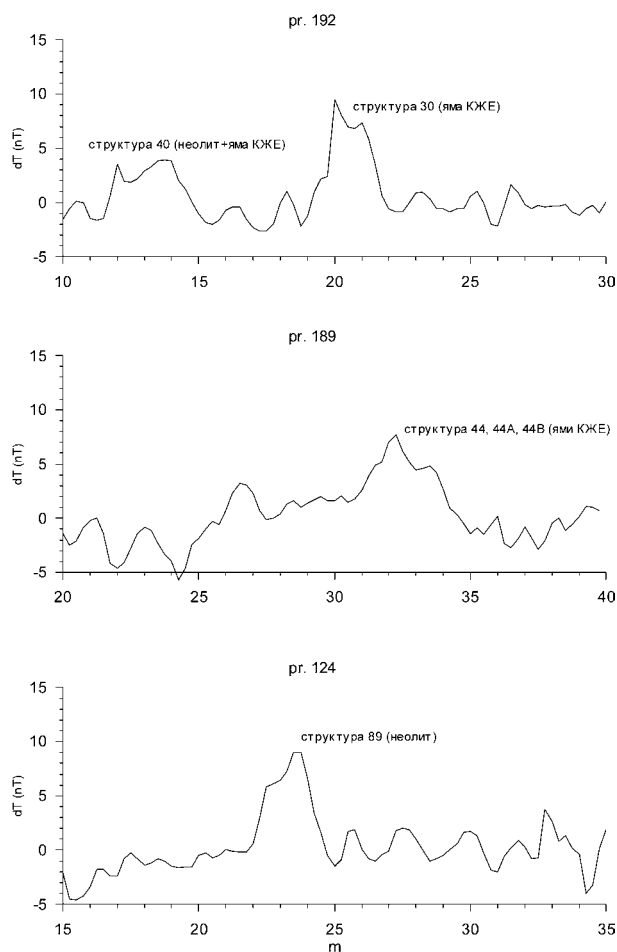 pr. 192
15
10
5
0
-5
dT (nT)
структура 40 (неолит+яма КЖЕ)
структура 30 (яма КЖЕ)
10 15 20 25 30
pr. 189
15
10
5
0
-5
dT (nT)
структура 44, 44А, 44В (ями КЖЕ)
20 25 30 35 40
pr. 124
15
10
5
0
-5
dT (nT)
структура 89 (неолит)
15 20 25 30 35
m